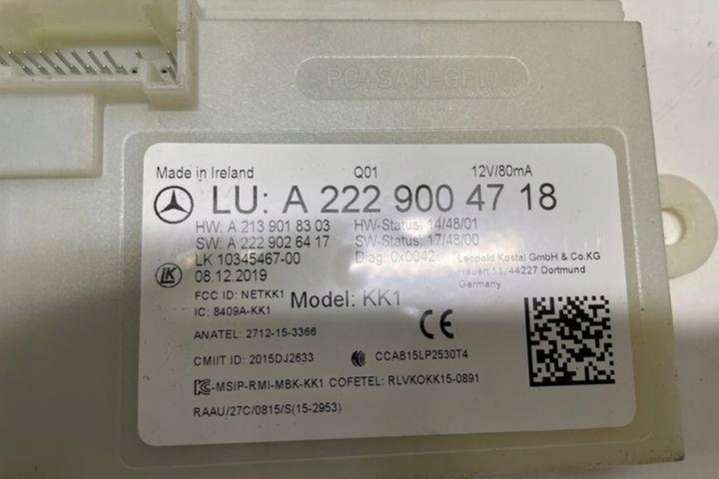 Made in Ireland Q01 12V/80mA
LU: A 222 900 47 18
HW: A 213 901 83 03 HW-Status: 14/48/01
SW: A 222 902 64 17 SW-Status: 17/48/00
LK 10345467-00 Diag: 0x0042 Leopold Kostal GmbH & Co.KG
LK 08.12.2019 44227 Dortmund
Germany
FCC ID: NETKK1 Model: KK1
IC: 8409A-KK1
ANATEL: 2712-15-3366 CE
CMIIT ID: 2015DJ2633 CCAB15LP2530T4
-MSIP-RMI-MBK-KK1 COFETEL: RLVKOKK15-0891
RAAU/27C/0815/S(15-2953)